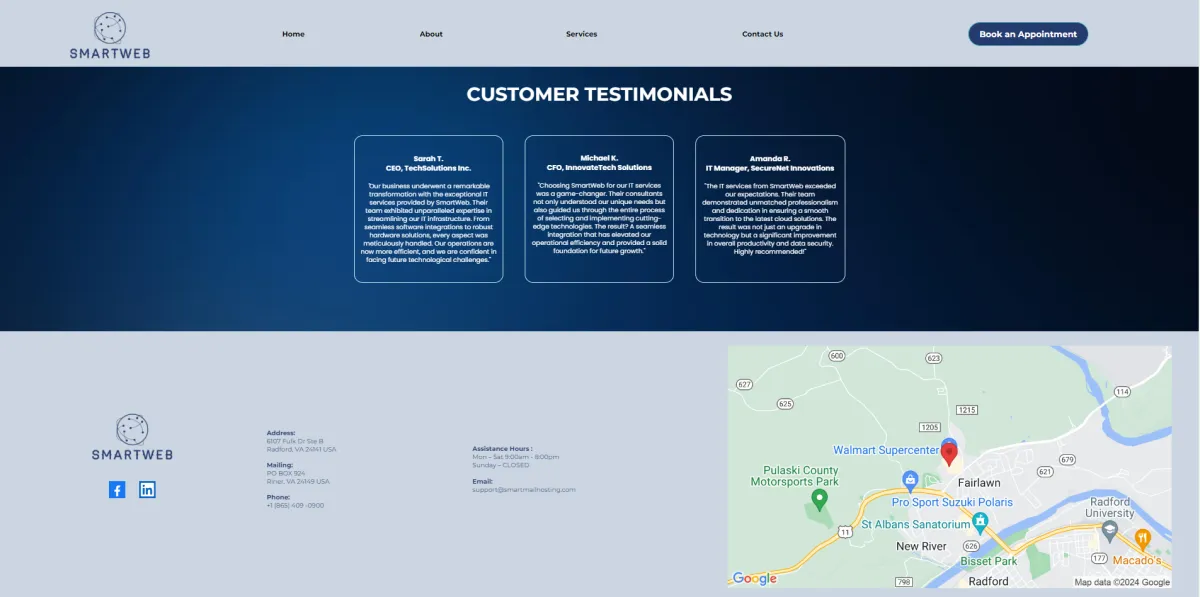 SMARTWEB
Home
About
Services
Contact Us
Book an Appointment
CUSTOMER TESTIMONIALS
Sarah T.
CEO, TechSolutions Inc.
"Our business underwent a remarkable
transformation with the exceptional IT
services provided by SmartWeb. Their
team exhibited unparalleled expertise in
streamlining our IT infrastructure. From
seamless software integrations to robust
hardware solutions, every aspect was
meticulously handled. Our operations are
now more efficient, and we are confident in
facing future technological challenges."
Michael K.
CFO, InnovateTech Solutions
"Choosing SmartWeb for our IT services
was a game-changer. Their consultants
not only understood our unique needs but
also guided us through the entire process
of selecting and implementing cutting-
edge technologies. The result? A seamless
integration that has elevated our
operational efficiency and provided a solid
foundation for future growth."
Amanda R.
IT Manager, SecureNet Innovations
"The IT services from SmartWeb exceeded
our expectations. Their team
demonstrated unmatched professionalism
and dedication in ensuring a smooth
transition to the latest cloud solutions. The
result was not just an upgrade in
technology but a significant improvement
in overall productivity and data security.
Highly recommended!"
SMARTWEB
Address:
6107 Fulk Dr Ste B
Radford, VA 24141 USA
Mailing:
PO BOX 924
Riner, VA 24149 USA
Phone:
+1 (865) 409 -0900
Assistance Hours :
Mon – Sat 9:00am - 8:00pm
Sunday – CLOSED
Email:
support@smartmailhosting.com
600
623
627
625
114
1215
1205
Walmart Supercenter
679
621
Pulaski County
Motorsports Park
Fairlawn
Pro Sport Suzuki Polaris
Radford
University
St Albans Sanatorium
11
New River
626
177
Bisset Park
Macado's
Google
798
Radford
Map data ©2024 Google